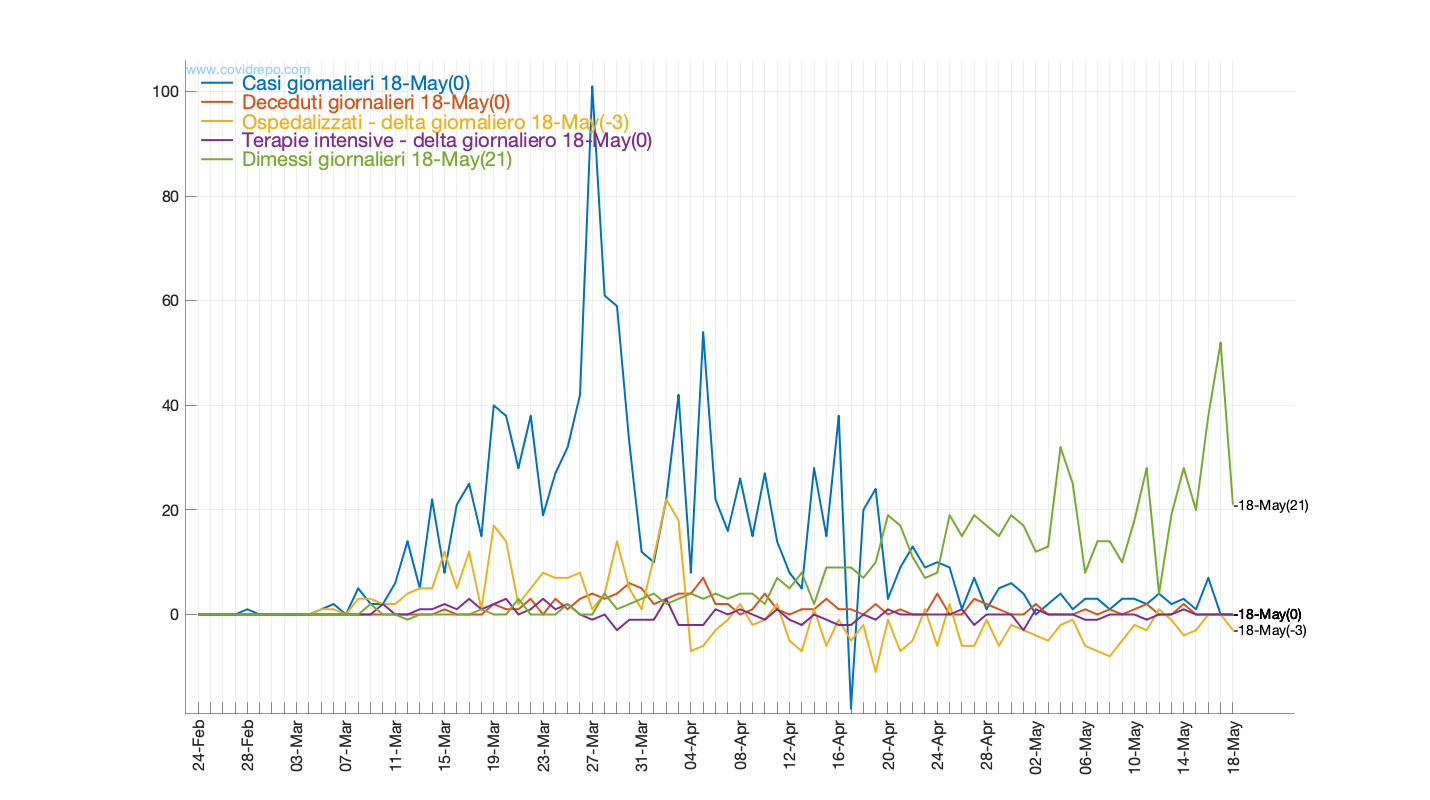 www.covidrepo.com
Casi giornalieri 18-May(0)
Deceduti giornalieri 18-May(0)
Ospedalizzati - delta giornaliero 18-May(-3)
Terapie intensive - delta giornaliero 18-May(0)
Dimessi giornalieri 18-May(21)
100
80
60
40
20
0
-18-May(21)
-18-May(0)
-18-May(-3)
24-Feb
28-Feb
03-Mar
07-Mar
11-Mar
15-Mar
19-Mar
23-Mar
27-Mar
31-Mar
04-Apr
08-Apr
12-Apr
16-Apr
20-Apr
24-Apr
28-Apr
02-May
06-May
10-May
14-May
18-May